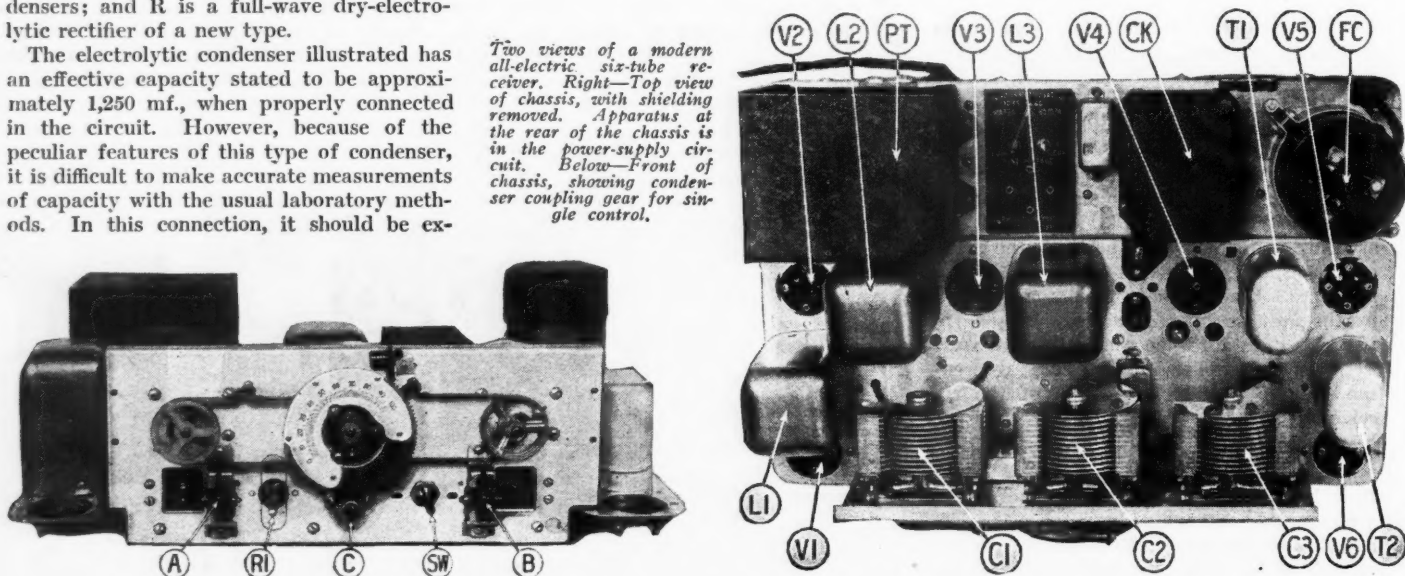 densers; and R is a full-wave dry-electro-
lytic rectifier of a new type.
The electrolytic condenser illustrated has
an effective capacity stated to be approxi-
mately 1,250 mf., when properly connected
in the circuit. However, because of the
peculiar features of this type of condenser,
it is difficult to make accurate measurements
of capacity with the usual laboratory meth-
ods. In this connection, it should be ex-
Two views of a modern
all-electric six-tube re-
ceiver. Right—Top view
of chassis, with shielding
removed. Apparatus at
the rear of the chassis is
in the power-supply cir-
cuit. Below—Front of
chassis, showing conden-
ser coupling gear for sin-
gle control.
V2 L2 PT V3 L3 V4 CK T1 V5 FC
L1 V1 C1 C2 C3 V6 T2
A R1 C SW B